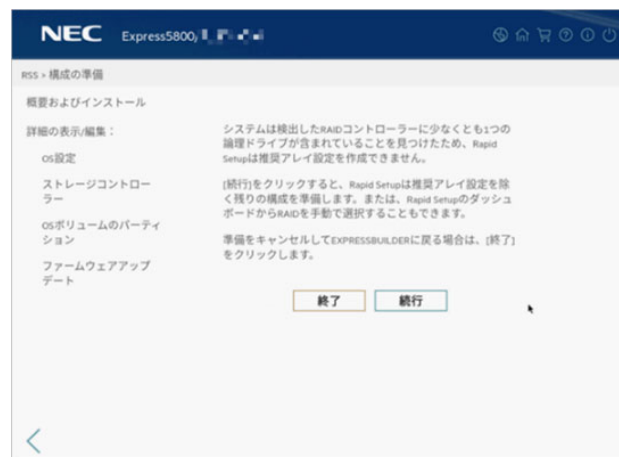 NEC Express5800/
RSS > 構成の準備
概要およびインストール
詳細の表示/編集：
OS設定
ストレージコントロー
ラー
OSボリュームのパーティ
ション
ファームウェアアップ
デート
システムは検出したRAIDコントローラーに少なくとも1つの
論理ドライブが含まれていることを見つけたため、Rapid
Setupは推奨アレイ設定を作成できません。
[続行]をクリックすると、Rapid Setupは推奨アレイ設定を除
く残りの構成を準備します。または、Rapid Setupのダッシュ
ボードからRAIDを手動で選択することもできます。
準備をキャンセルしてEXPRESSBUILDERに戻る場合は、[終了]
をクリックします。
終了 続行